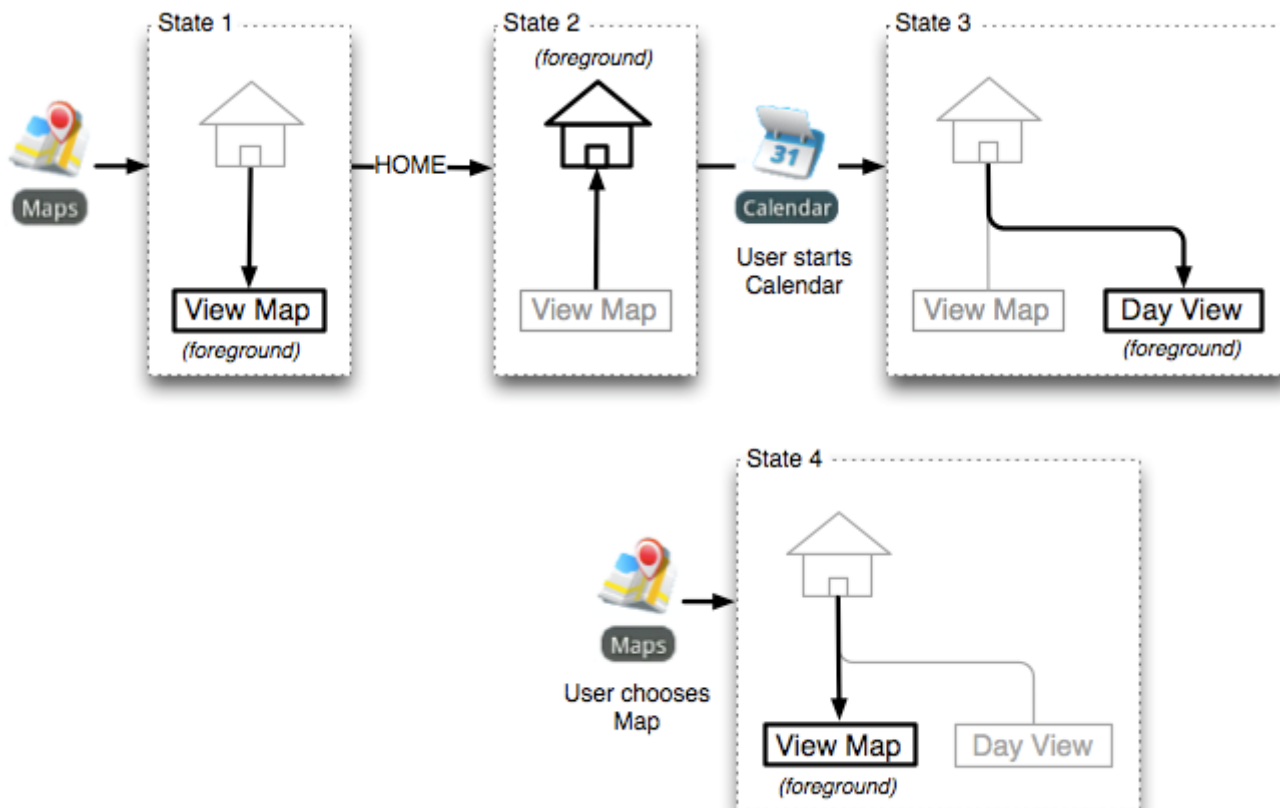 State 1
View Map
(foreground)
Maps
HOME
State 2
(foreground)
View Map
31
Calendar
User starts
Calendar
State 3
View Map
Day View
(foreground)
Maps
User chooses
Map
State 4
View Map
Day View
(foreground)